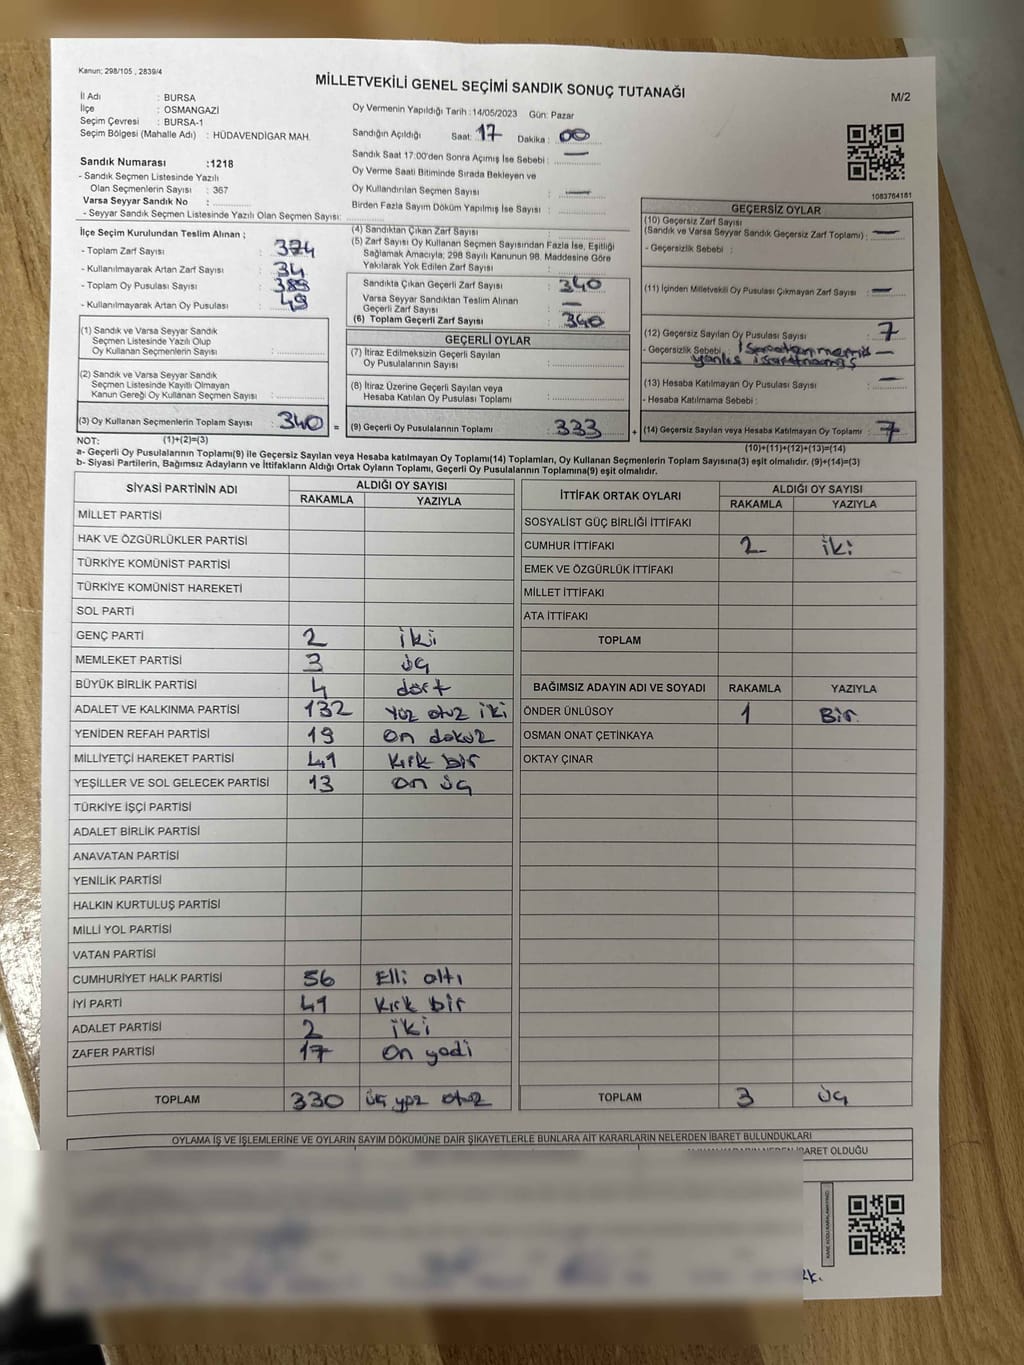 Kanun; 298/105 , 2839/4
MİLLETVEKİLİ GENEL SEÇİMİ SANDIK SONUÇ TUTANAĞI
M/2
İl Adı : BURSA
İlçe : OSMANGAZİ
Seçim Çevresi : BURSA-1
Seçim Bölgesi (Mahalle Adı) : HÜDAVENDİGAR MAH.
Oy Vermenin Yapıldığı Tarih : 14/05/2023 Gün: Pazar
Sandığın Açıldığı Saat: 17 Dakika : 00
Sandık Saat 17:00'den Sonra Açımış İse Sebebi : —
Oy Verme Saati Bitiminde Sırada Bekleyen ve
Oy Kullandırılan Seçmen Sayısı : —
Birden Fazla Sayım Döküm Yapılmış İse Sayısı :
Sandık Numarası :1218
- Sandık Seçmen Listesinde Yazılı
Olan Seçmenlerin Sayısı : 367
Varsa Seyyar Sandık No :
- Seyyar Sandık Seçmen Listesinde Yazılı Olan Seçmen Sayısı:
1083764161
İlçe Seçim Kurulundan Teslim Alınan ;
- Toplam Zarf Sayısı : 374
- Kullanılmayarak Artan Zarf Sayısı : 34
- Toplam Oy Pusulası Sayısı : 389
- Kullanılmayarak Artan Oy Pusulası : 49
(4) Sandıktan Çıkan Zarf Sayısı :
(5) Zarf Sayısı Oy Kullanan Seçmen Sayısından Fazla İse, Eşitliği
Sağlamak Amacıyla; 298 Sayılı Kanunun 98. Maddesine Göre
Yakılarak Yok Edilen Zarf Sayısı :
Sandıkta Çıkan Geçerli Zarf Sayısı : 340
Varsa Seyyar Sandıktan Teslim Alınan
Geçerli Zarf Sayısı : —
(6) Toplam Geçerli Zarf Sayısı : 340
GEÇERSİZ OYLAR
(10) Geçersiz Zarf Sayısı
(Sandık ve Varsa Seyyar Sandık Geçersiz Zarf Toplamı) : —
- Geçersizlik Sebebi :
(11) İçinden Milletvekili Oy Pusulası Çıkmayan Zarf Sayısı : —
(12) Geçersiz Sayılan Oy Pusulası Sayısı : 7
- Geçersizlik Sebebi :
yanlış
(13) Hesaba Katılmayan Oy Pusulası Sayısı : —
- Hesaba Katılmama Sebebi :
(14) Geçersiz Sayılan veya Hesaba Katılmayan Oy Toplamı : 7
(1) Sandık ve Varsa Seyyar Sandık
Seçmen Listesinde Yazılı Olup
Oy Kullanan Seçmenlerin Sayısı :
(2) Sandık ve Varsa Seyyar Sandık
Seçmen Listesinde Kayıtlı Olmayan
Kanun Gereği Oy Kullanan Seçmen Sayısı :
(3) Oy Kullanan Seçmenlerin Toplam Sayısı : 340
=
GEÇERLİ OYLAR
(7) İtiraz Edilmeksizin Geçerli Sayılan
Oy Pusulasının Sayısı :
(8) İtiraz Üzerine Geçerli Sayılan veya
Hesaba Katılan Oy Pusulası Toplamı :
(9) Geçerli Oy Pusulalarının Toplamı : 333
+
NOT: (1)+(2)=(3)
(10)+(11)+(12)+(13)=(14)
a- Geçerli Oy Pusulalarının Toplamı(9) ile Geçersiz Sayılan veya Hesaba katılmayan Oy Toplamı(14) Toplamları, Oy Kullanan Seçmenlerin Toplam Sayısına(3) eşit olmalıdır. (9)+(14)=(3)
b- Siyasi Partilerin, Bağımsız Adayların ve İttifakların Aldığı Ortak Oyların Toplamı, Geçerli Oy Pusulalarının Toplamına(9) eşit olmalıdır.
SİYASİ PARTİNİN ADI ALDIĞI OY SAYISI
RAKAMLA YAZIYLA
MİLLET PARTİSİ
HAK VE ÖZGÜRLÜKLER PARTİSİ
TÜRKİYE KOMÜNİST PARTİSİ
TÜRKİYE KOMÜNİST HAREKETİ
SOL PARTİ
GENÇ PARTİ 2 iki
MEMLEKET PARTİSİ 3 üç
BÜYÜK BİRLİK PARTİSİ 4 dört
ADALET VE KALKINMA PARTİSİ 132 yüz otuz iki
YENİDEN REFAH PARTİSİ 19 on dokuz
MİLLİYETÇİ HAREKET PARTİSİ 41 kırk bir
YEŞİLLER VE SOL GELECEK PARTİSİ 13 on üç
TÜRKİYE İŞÇİ PARTİSİ
ADALET BİRLİK PARTİSİ
ANAVATAN PARTİSİ
YENİLİK PARTİSİ
HALKIN KURTULUŞ PARTİSİ
MİLLİ YOL PARTİSİ
VATAN PARTİSİ
CUMHURİYET HALK PARTİSİ 56 Elli altı
İYİ PARTİ 41 kırk bir
ADALET PARTİSİ 2 iki
ZAFER PARTİSİ 17 on yedi
TOPLAM 330 üç yüz otuz
İTTİFAK ORTAK OYLARI ALDIĞI OY SAYISI
RAKAMLA YAZIYLA
SOSYALİST GÜÇ BİRLİĞİ İTTİFAKI
CUMHUR İTTİFAKI 2 iki
EMEK VE ÖZGÜRLÜK İTTİFAKI
MİLLET İTTİFAKI
ATA İTTİFAKI
TOPLAM
BAĞIMSIZ ADAYIN ADI VE SOYADI RAKAMLA YAZIYLA
ÖNDER ÜNLÜSOY 1 Bir
OSMAN ONAT ÇETİNKAYA
OKTAY ÇINAR
TOPLAM 3 üç
OYLAMA İŞ VE İŞLEMLERİNE VE OYLARIN SAYIM DÖKÜMÜNE DAİR ŞİKAYETLERLE BUNLARA AİT KARARLARIN NELERDEN İBARET BULUNDUKLARI
İBARET OLDUĞU